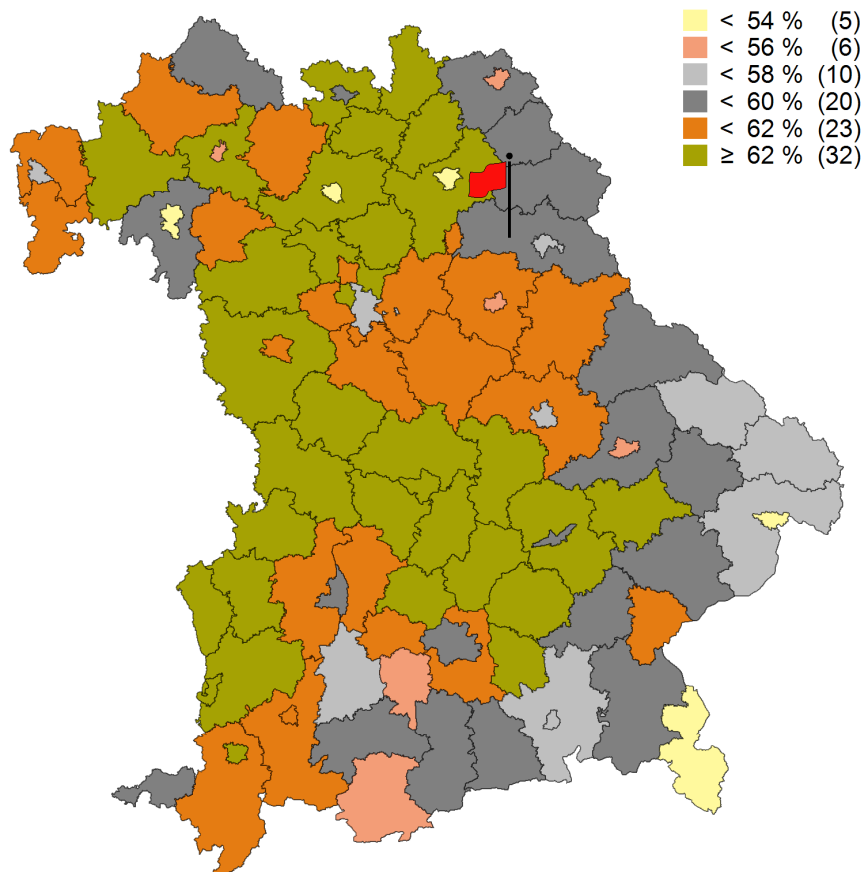 < 54 % (5)
< 56 % (6)
< 58 % (10)
< 60 % (20)
< 62 % (23)
≥ 62 % (32)